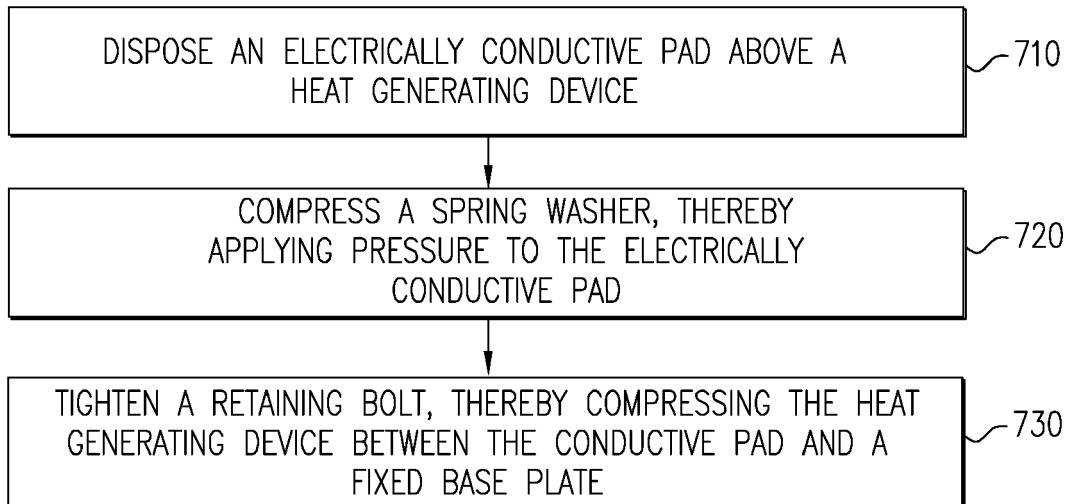 DISPOSE AN ELECTRICALLY CONDUCTIVE PAD ABOVE A
HEAT GENERATING DEVICE
710
COMPRESS A SPRING WASHER, THEREBY
APPLYING PRESSURE TO THE ELECTRICALLY
CONDUCTIVE PAD
720
TIGHTEN A RETAINING BOLT, THEREBY COMPRESSING THE HEAT
GENERATING DEVICE BETWEEN THE CONDUCTIVE PAD AND A
FIXED BASE PLATE
730